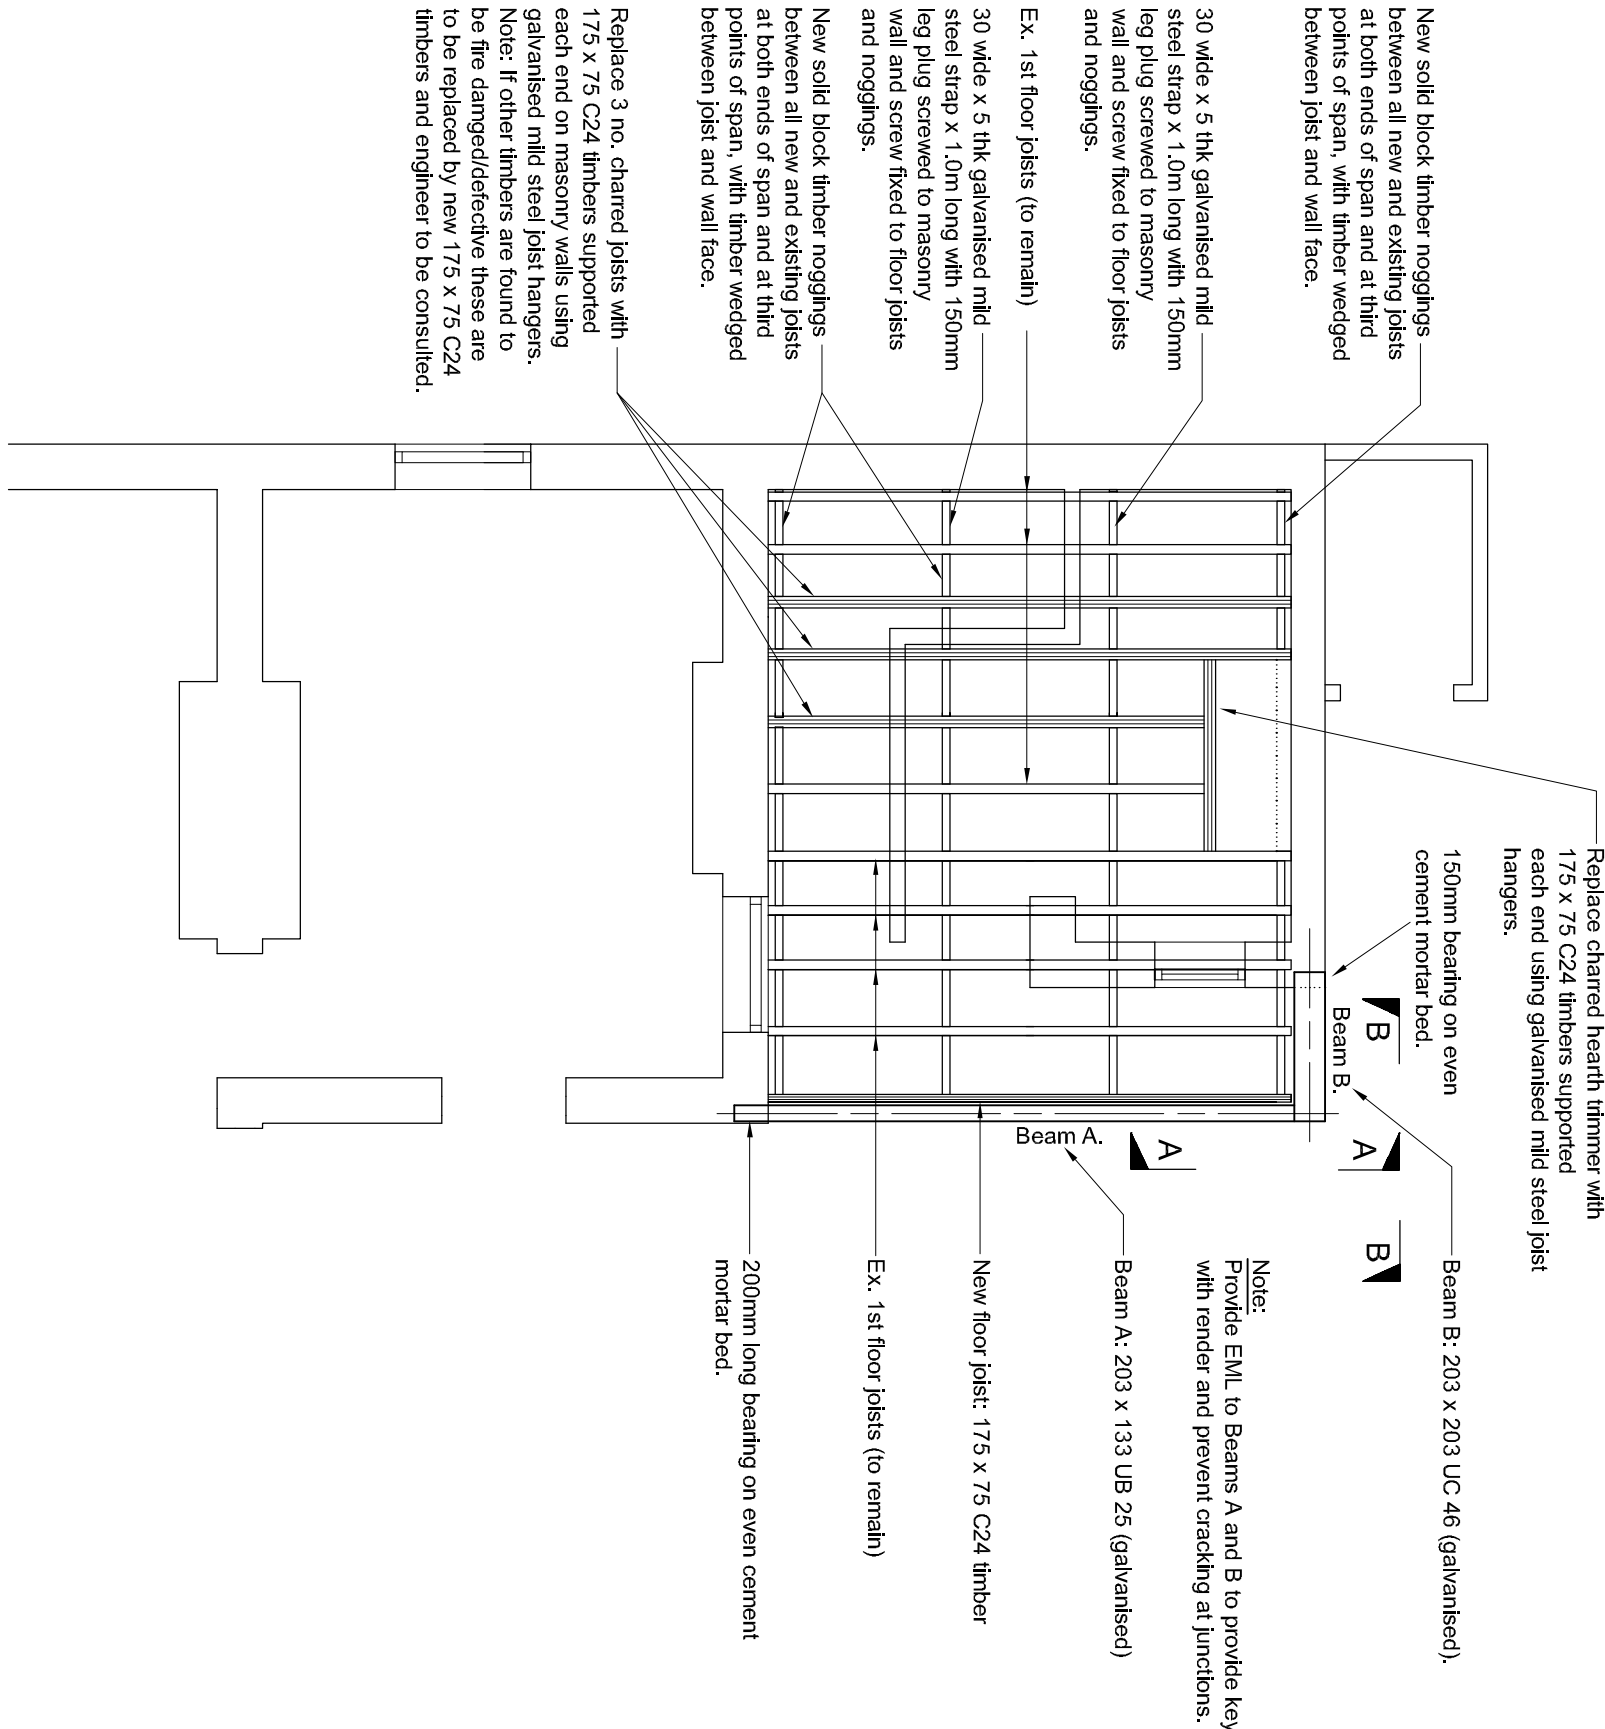 New solid block timber noggings
between all new and existing joists
at both ends of span and at third
points of span, with timber wedged
between joist and wall face.
30 wide x 5 thk galvanised mild
steel strap x 1.0m long with 150mm
leg plug screwed to masonry
wall and screw fixed to floor joists
and noggings.
Ex. 1st floor joists (to remain)
30 wide x 5 thk galvanised mild
steel strap x 1.0m long with 150mm
leg plug screwed to masonry
wall and screw fixed to floor joists
and noggings.
New solid block timber noggings
between all new and existing joists
at both ends of span and at third
points of span, with timber wedged
between joist and wall face.
Replace 3 no. charred joists with
175 x 75 C24 timbers supported
each end on masonry walls using
galvanised mild steel joist hangers.
Note: If other timbers are found to
be fire damged/defective these are
to be replaced by new 175 x 75 C24
timbers and engineer to be consulted.
Replace charred hearth trimmer with
175 x 75 C24 timbers supported
each end using galvanised mild steel joist
hangers.
150mm bearing on even
cement mortar bed.
B
Beam B.
A
A
Beam A.
B
Beam B: 203 x 203 UC 46 (galvanised).
Note:
Provide EML to Beams A and B to provide key
with render and prevent cracking at junctions.
Beam A: 203 x 133 UB 25 (galvanised)
New floor joist: 175 x 75 C24 timber
Ex. 1st floor joists (to remain)
200mm long bearing on even cement
mortar bed.